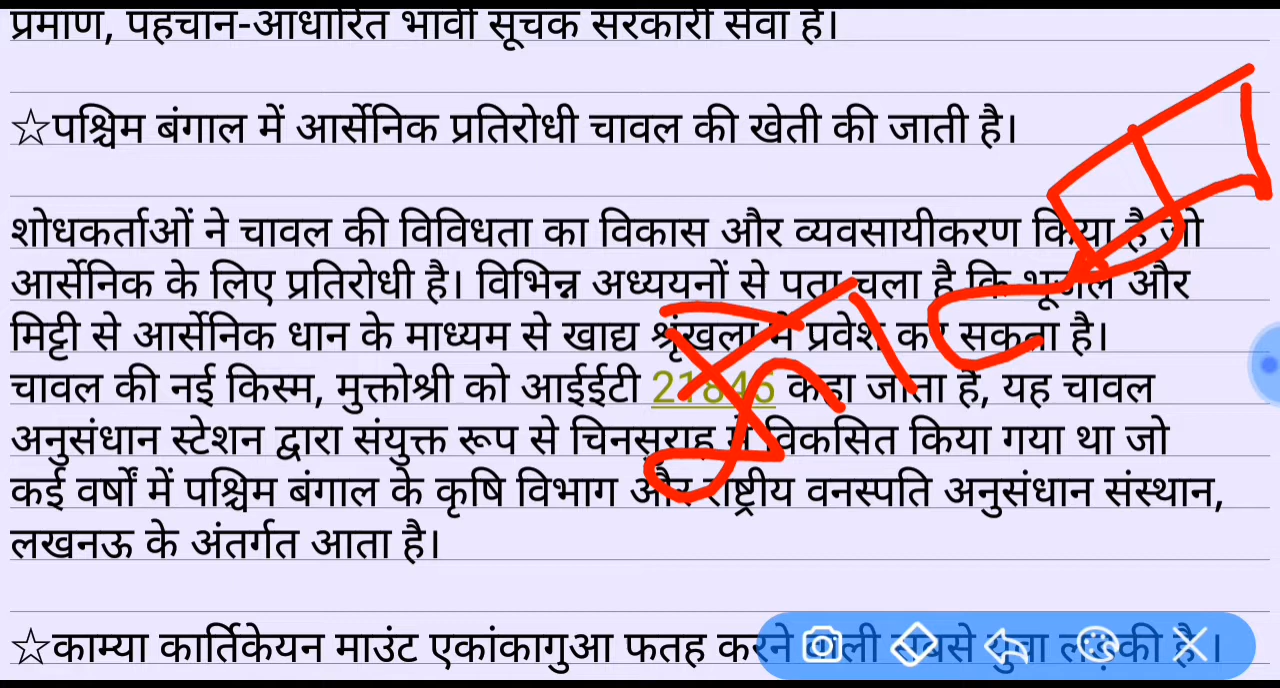 प्रमाण, पहचान-आधारित भावी सूचक सरकारी सेवा है।
☆पश्चिम बंगाल में आर्सेनिक प्रतिरोधी चावल की खेती की जाती है।
शोधकर्ताओं ने चावल की विविधता का विकास और व्यवसायीकरण किया है जो
आर्सेनिक के लिए प्रतिरोधी है। विभिन्न अध्ययनों से पता चला है कि भूजल और
मिट्टी से आर्सेनिक धान के माध्यम से खाद्य श्रृंखला में प्रवेश कर सकता है।
चावल की नई किस्म, मुक्तोश्री को आईईटी 21845 कहा जाता है, यह चावल
अनुसंधान स्टेशन द्वारा संयुक्त रूप से चिनसुराह में विकसित किया गया था जो
कई वर्षों में पश्चिम बंगाल के कृषि विभाग और राष्ट्रीय वनस्पति अनुसंधान संस्थान,
लखनऊ के अंतर्गत आता है।
☆काम्या कार्तिकेयन माउंट एकांकागुआ फतह करने वाली सबसे युवा लड़की है।